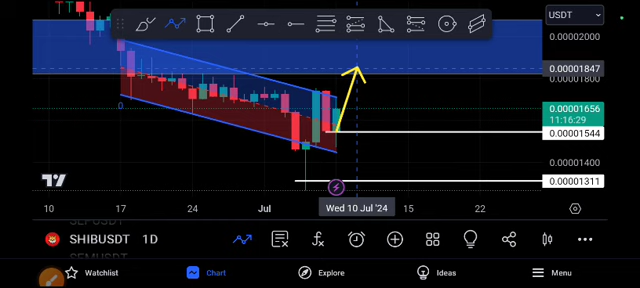 USDT
0.00002000
0.00001847
0.00001800
0.00001656
11:16:29
0.00001544
0.00001400
0.00001311
0
10 17 24 Jul Wed 10 Jul '24 15 22
SHIBUSDT 1D
Watchlist Chart Explore Ideas Menu